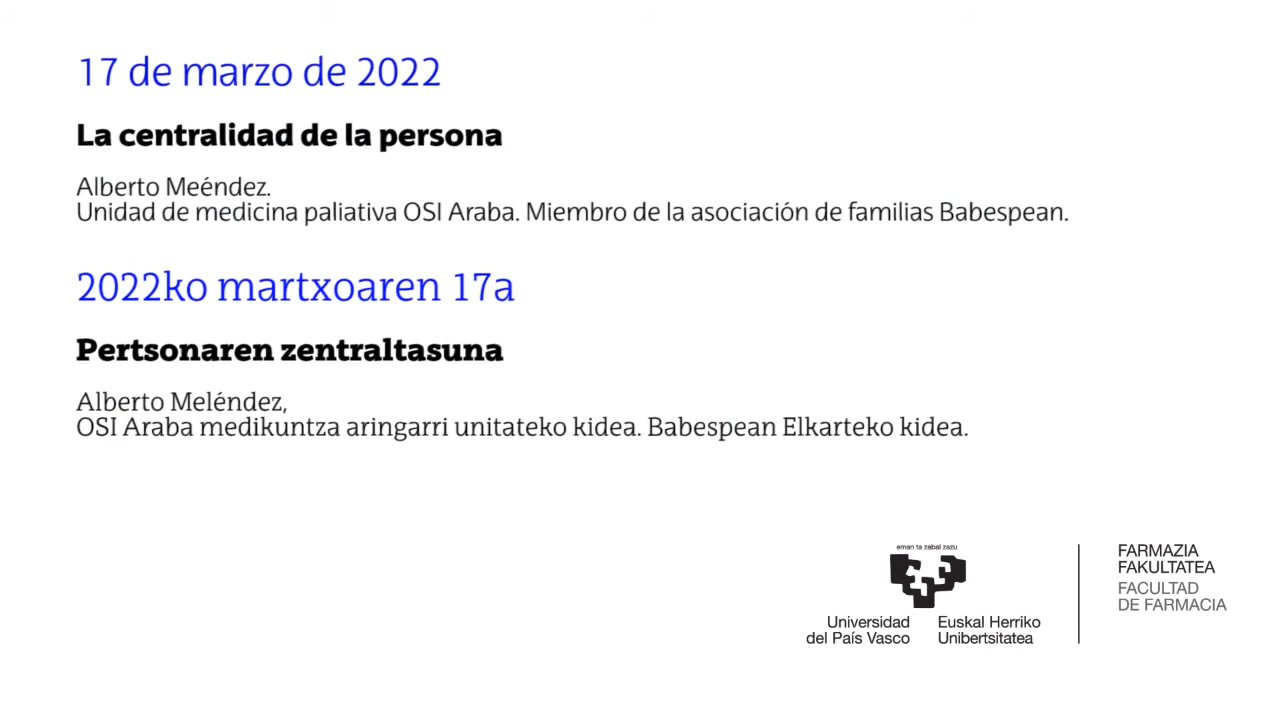 17 de marzo de 2022
La centralidad de la persona
Alberto Meéndez.
Unidad de medicina paliativa OSI Araba. Miembro de la asociación de familias Babespean.
2022ko martxoaren 17a
Pertsonaren zentraltasuna
Alberto Meléndez,
OSI Araba medikuntza aringarri unitateko kidea. Babespean Elkarteko kidea.
eman ta zabal zazu
Universidad
del País Vasco
Euskal Herriko
Unibertsitatea
FARMAZIA
FAKULTATEA
FACULTAD
DE FARMACIA